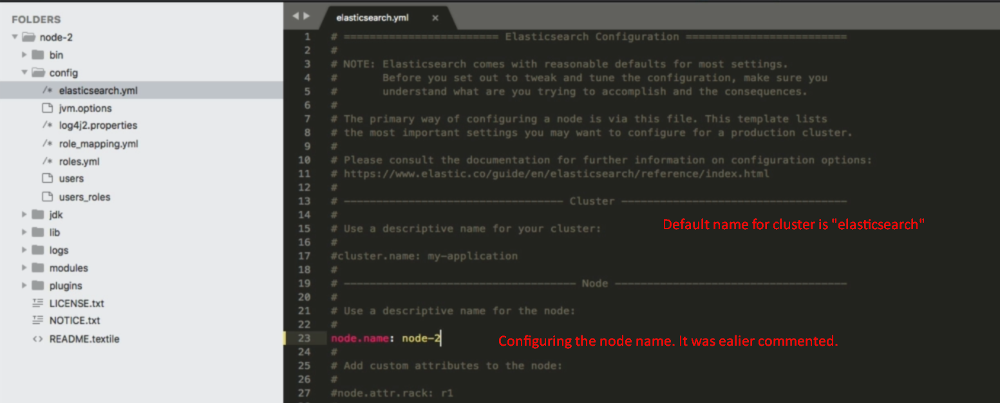 FOLDERS
node-2
bin
config
/* elasticsearch.yml
jvm.options
/* log4j2.properties
/* role_mapping.yml
/* roles.yml
users
users_roles
jdk
lib
logs
modules
plugins
LICENSE.txt
NOTICE.txt
<> README.textile
elasticsearch.yml ×
1 # ======================== Elasticsearch Configuration =========================
2 #
3 # NOTE: Elasticsearch comes with reasonable defaults for most settings.
4 #       Before you set out to tweak and tune the configuration, make sure you
5 #       understand what are you trying to accomplish and the consequences.
6 #
7 # The primary way of configuring a node is via this file. This template lists
8 # the most important settings you may want to configure for a production cluster.
9 #
10 # Please consult the documentation for further information on configuration options:
11 # https://www.elastic.co/guide/en/elasticsearch/reference/index.html
12 #
13 # ---------------------------------- Cluster -----------------------------------
14 #
15 # Use a descriptive name for your cluster:
Default name for cluster is "elasticsearch"
16 #
17 #cluster.name: my-application
18 #
19 # ------------------------------------ Node ------------------------------------
20 #
21 # Use a descriptive name for the node:
22 #
23 node.name: node-2
Configuring the node name. It was ealier commented.
24 #
25 # Add custom attributes to the node:
26 #
27 #node.attr.rack: r1